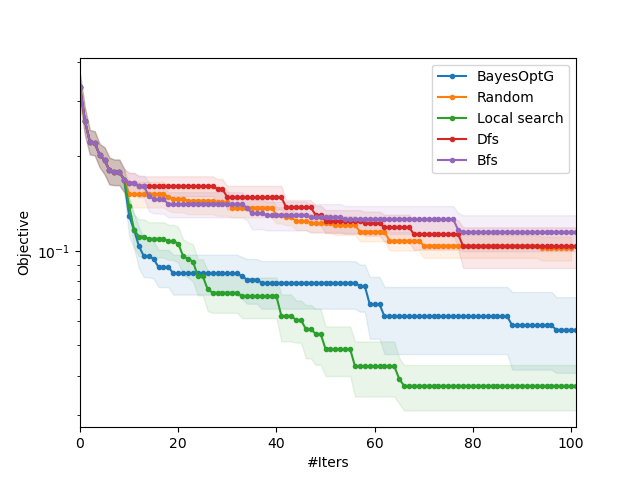 BayesOptG
Random
Local search
Dfs
Bfs
Objective
10⁻¹
0 20 40 60 80 100
#Iters